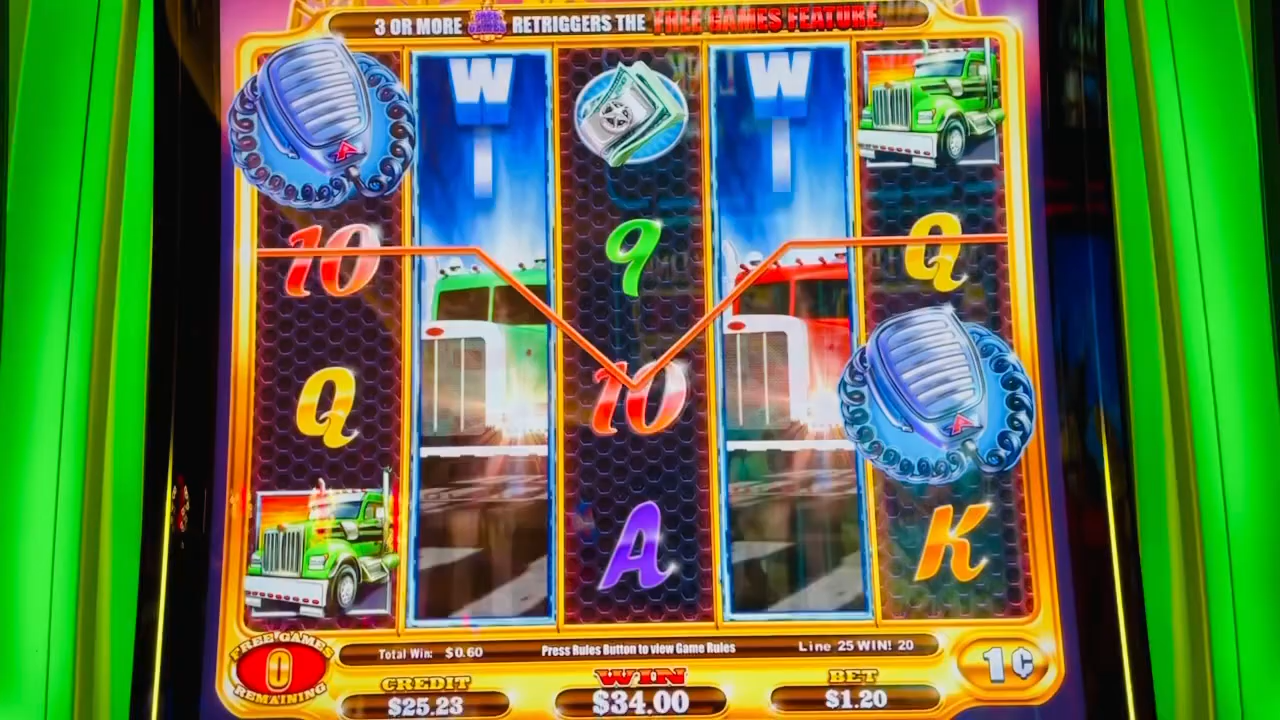 3 OR MORE FREE GAMES RETRIGGERS THE FREE GAMES FEATURE.
W W
I I
10 9 Q
Q 10
A K
FREE GAMES 0 REMAINING
Total Win: $0.60 Press Rules Button to view Game Rules Line 25 WIN! 20
CREDIT WIN BET
$25.23 $34.00 $1.20
1¢